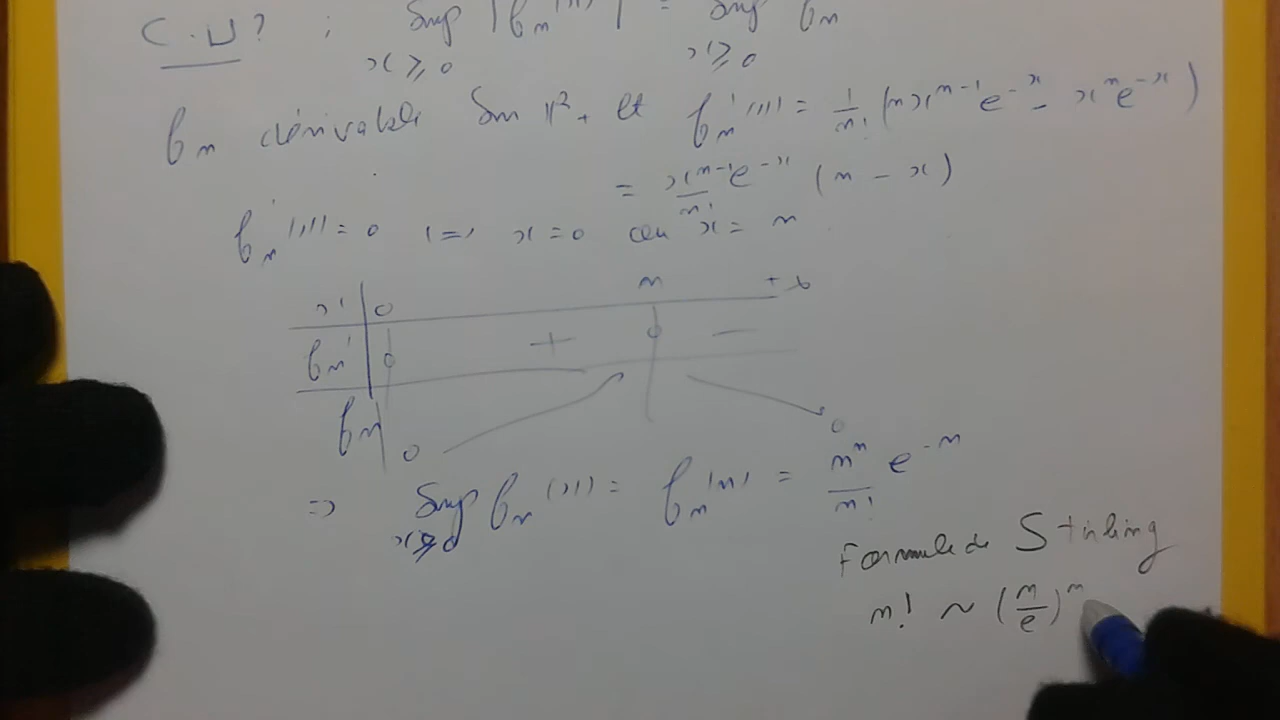 C.U? ; Sup |fn(x)| = Sup fn
x ≥ 0 x ≥ 0
fn dérivable sur ℝ+ et fn'(x) = 1/n! (n x^(n-1) e^(-x) - x^n e^(-x))
= x^(n-1) e^(-x) / n! (n - x)
fn'(x) = 0 (=) x = 0 ou x = n
x 0 n +∞
fn' 0 + 0 -
fn 0 0
=> Sup fn(x) = fn(n) = n^n / n! e^(-n)
x ≥ 0
Formule de Stirling
n! ~ (n/e)^n